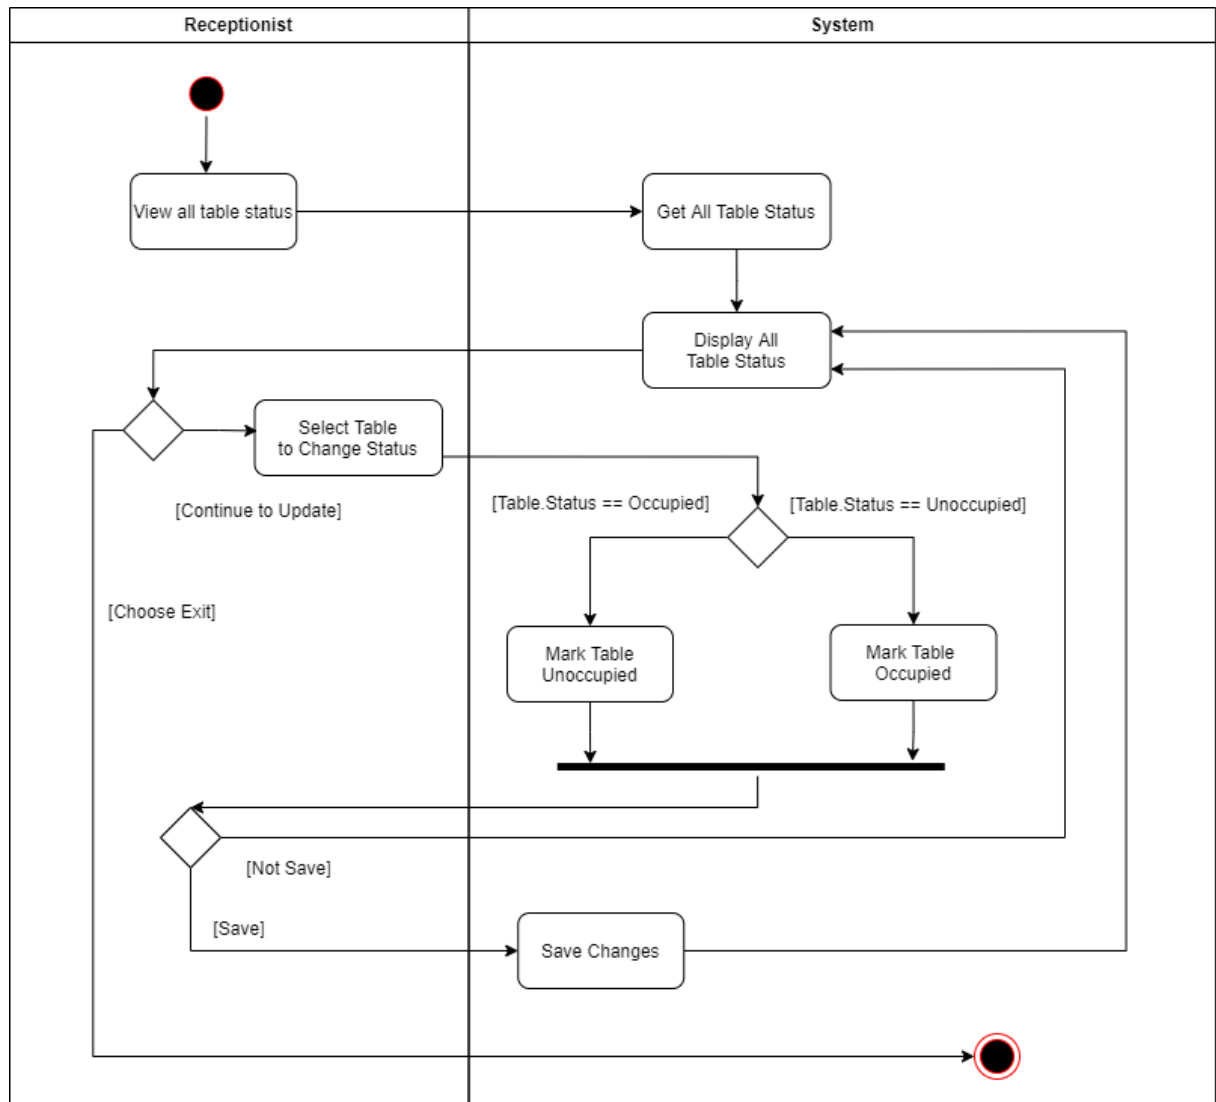 Receptionist
System
View all table status
Get All Table Status
Display All
Table Status
Select Table
to Change Status
[Continue to Update]
[Table.Status == Occupied]
[Table.Status == Unoccupied]
[Choose Exit]
Mark Table
Unoccupied
Mark Table
Occupied
[Not Save]
[Save]
Save Changes